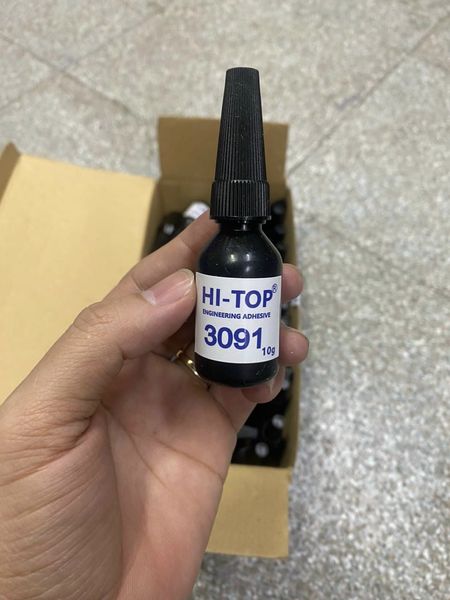 HI-TOP®
ENGINEERING ADHESIVE
3091
10g